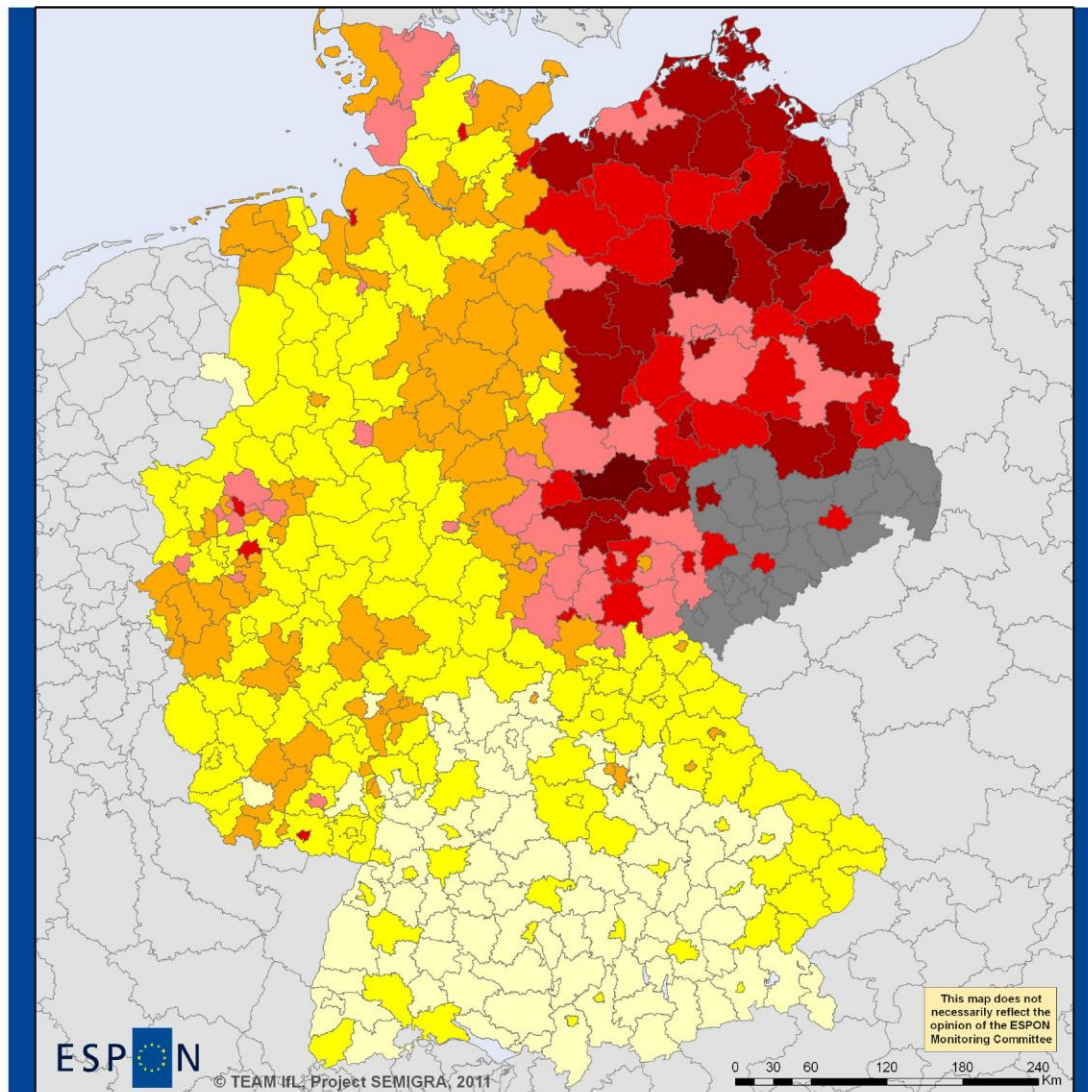 This map does not
necessarily reflect the
opinion of the ESPON
Monitoring Committee
ESPON
© TEAM IfL, Project SEMIGRA, 2011
0 30 60 120 180 240
Km